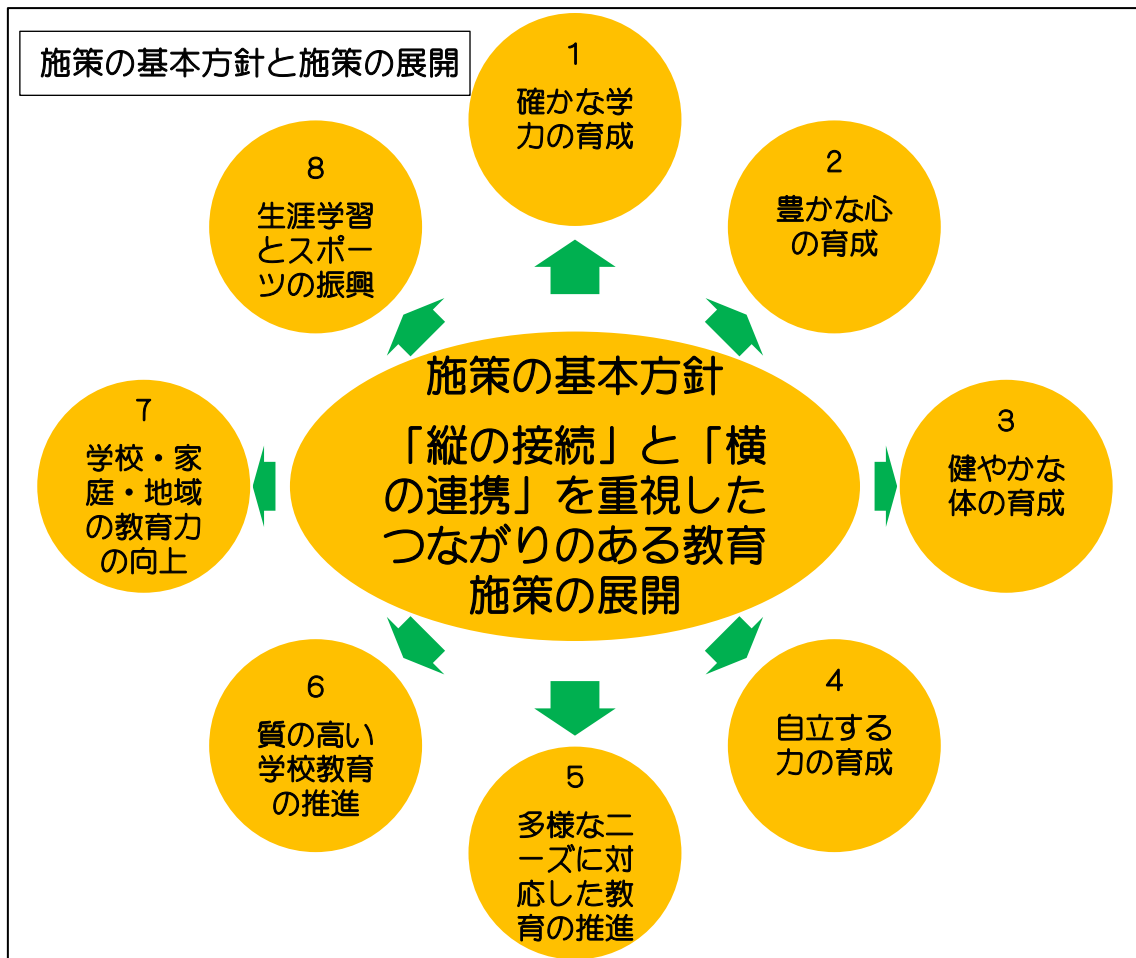 施策の基本方針と施策の展開
1
確かな学
力の育成
2
豊かな心
の育成
3
健やかな
体の育成
4
自立する
力の育成
5
多様なニ
ーズに対
応した教
育の推進
6
質の高い
学校教育
の推進
7
学校・家
庭・地域
の教育力
の向上
8
生涯学習
とスポー
ツの振興
施策の基本方針
「縦の接続」と「横
の連携」を重視した
つながりのある教育
施策の展開